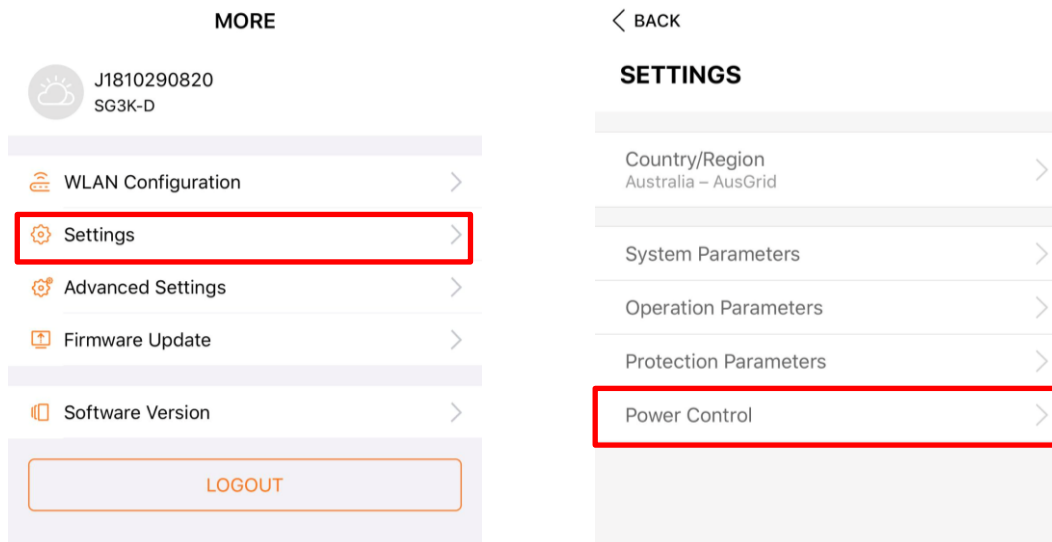 MORE
J1810290820
SG3K-D
WLAN Configuration
Settings
Advanced Settings
Firmware Update
Software Version
LOGOUT
BACK
SETTINGS
Country/Region
Australia – AusGrid
System Parameters
Operation Parameters
Protection Parameters
Power Control